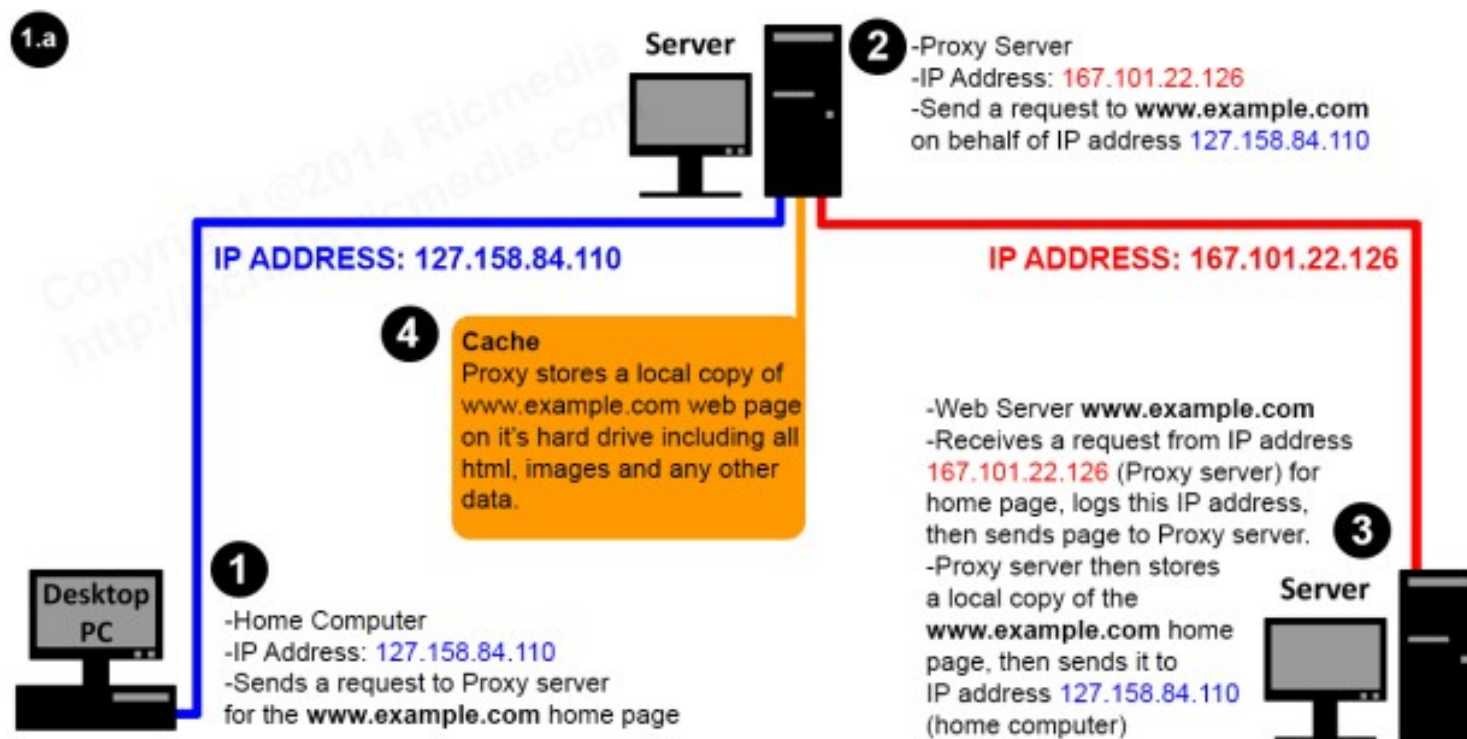 1.a
Server
2
-Proxy Server
-IP Address: 167.101.22.126
-Send a request to www.example.com
on behalf of IP address 127.158.84.110
Copyright ©2014 Ricmedia
IP ADDRESS: 127.158.84.110
IP ADDRESS: 167.101.22.126
4
Cache
Proxy stores a local copy of
www.example.com web page
on it's hard drive including all
html, images and any other
data.
-Web Server www.example.com
-Receives a request from IP address
167.101.22.126 (Proxy server) for
home page, logs this IP address,
then sends page to Proxy server.
-Proxy server then stores
a local copy of the
www.example.com home
page, then sends it to
IP address 127.158.84.110
(home computer)
3
Server
Desktop
PC
1
-Home Computer
-IP Address: 127.158.84.110
-Sends a request to Proxy server
for the www.example.com home page